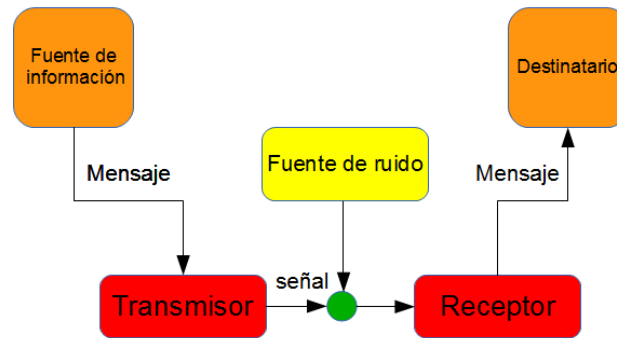 Fuente de
información
Destinatario
Fuente de ruido
Mensaje
Mensaje
señal
Transmisor
Receptor